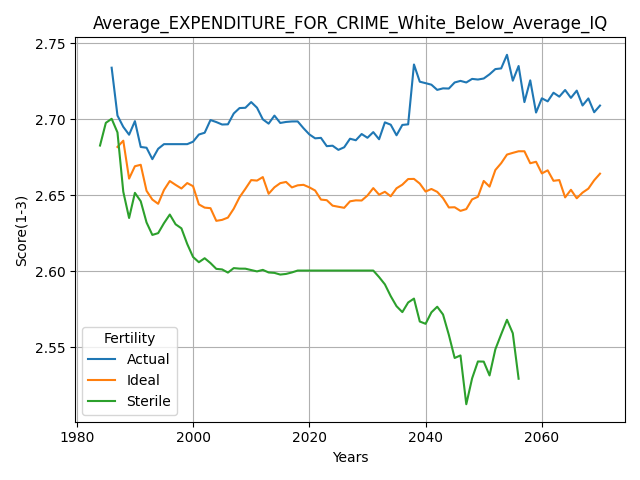 Average_EXPENDITURE_FOR_CRIME_White_Below_Average_IQ
2.75
2.70
2.65
2.60
2.55
Score(1-3)
Fertility
Actual
Ideal
Sterile
1980 2000 2020 2040 2060
Years